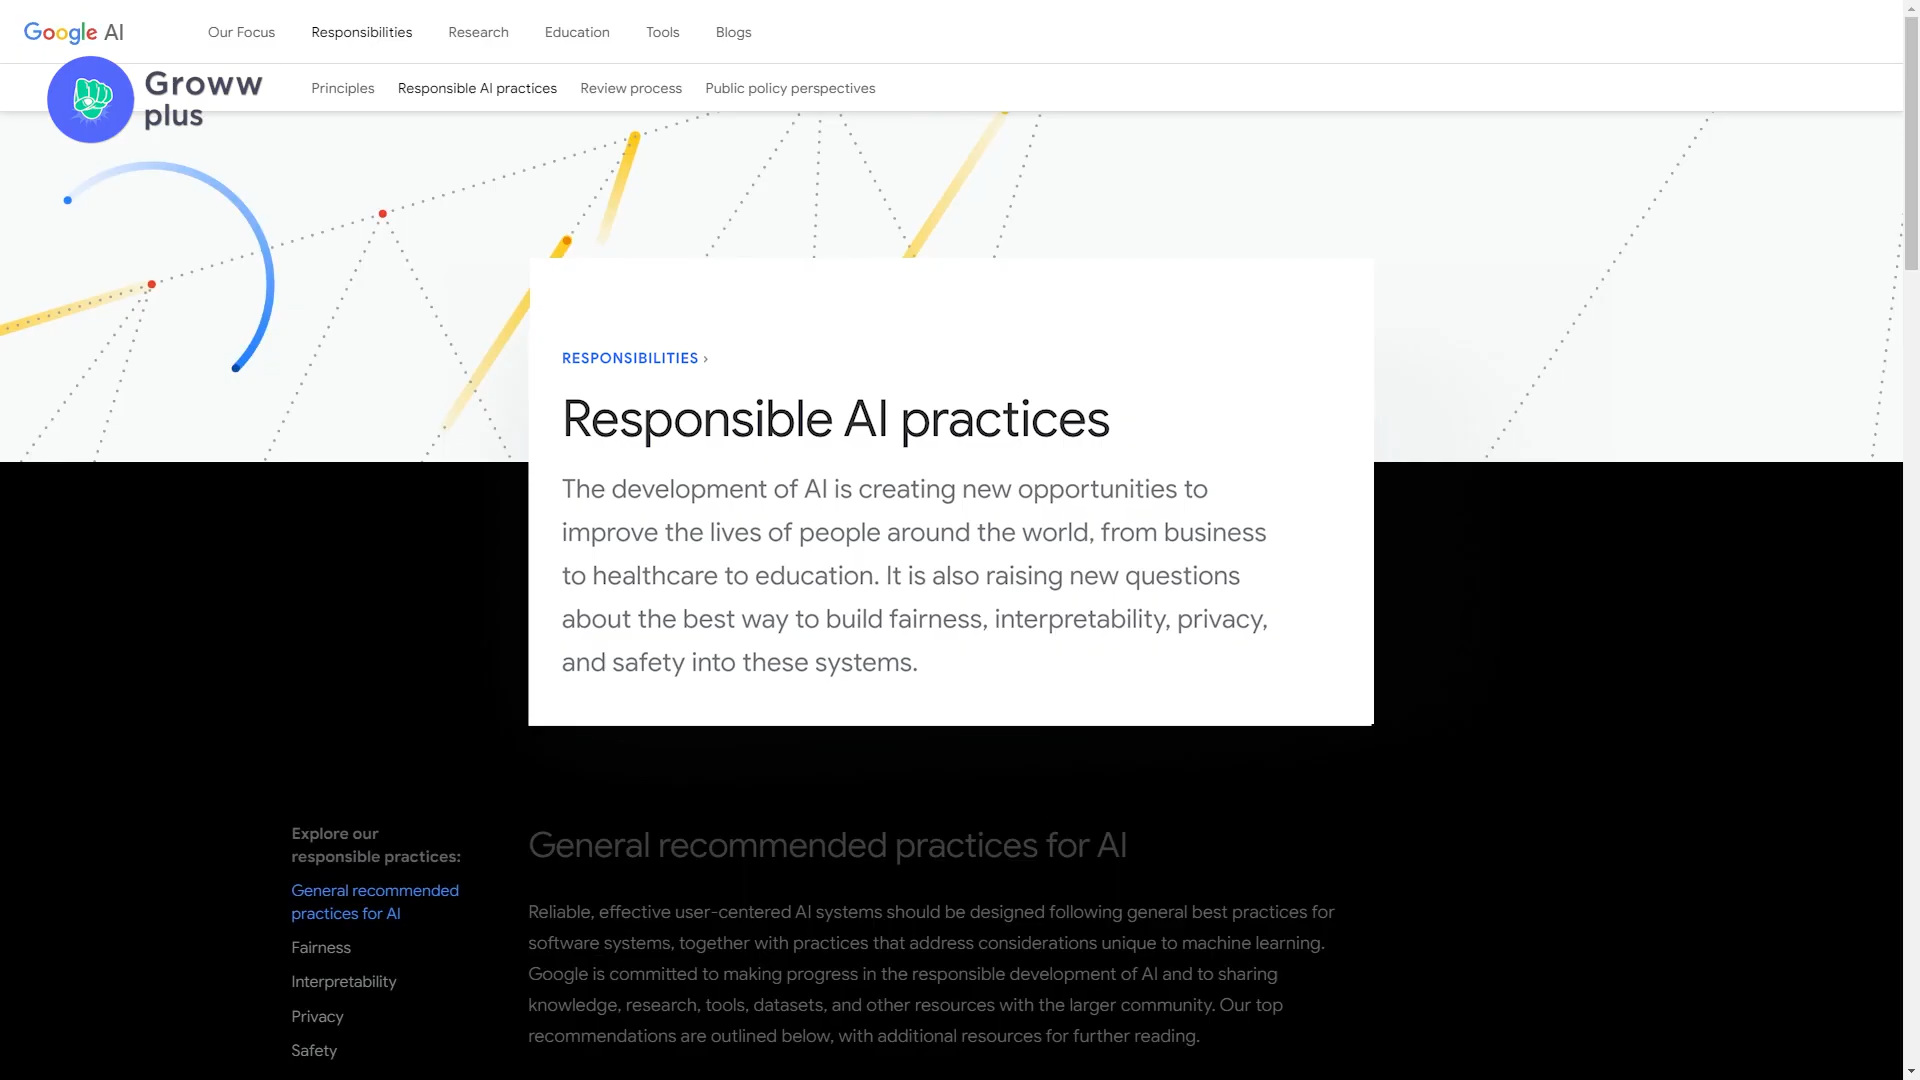 Google AI
Our Focus
Responsibilities
Research
Education
Tools
Blogs
Groww
plus
Principles
Responsible AI practices
Review process
Public policy perspectives
RESPONSIBILITIES ›
Responsible AI practices
The development of AI is creating new opportunities to
improve the lives of people around the world, from business
to healthcare to education. It is also raising new questions
about the best way to build fairness, interpretability, privacy,
and safety into these systems.
Explore our
responsible practices:
General recommended
practices for AI
Fairness
Interpretability
Privacy
Safety
General recommended practices for AI
Reliable, effective user-centered AI systems should be designed following general best practices for
software systems, together with practices that address considerations unique to machine learning.
Google is committed to making progress in the responsible development of AI and to sharing
knowledge, research, tools, datasets, and other resources with the larger community. Our top
recommendations are outlined below, with additional resources for further reading.